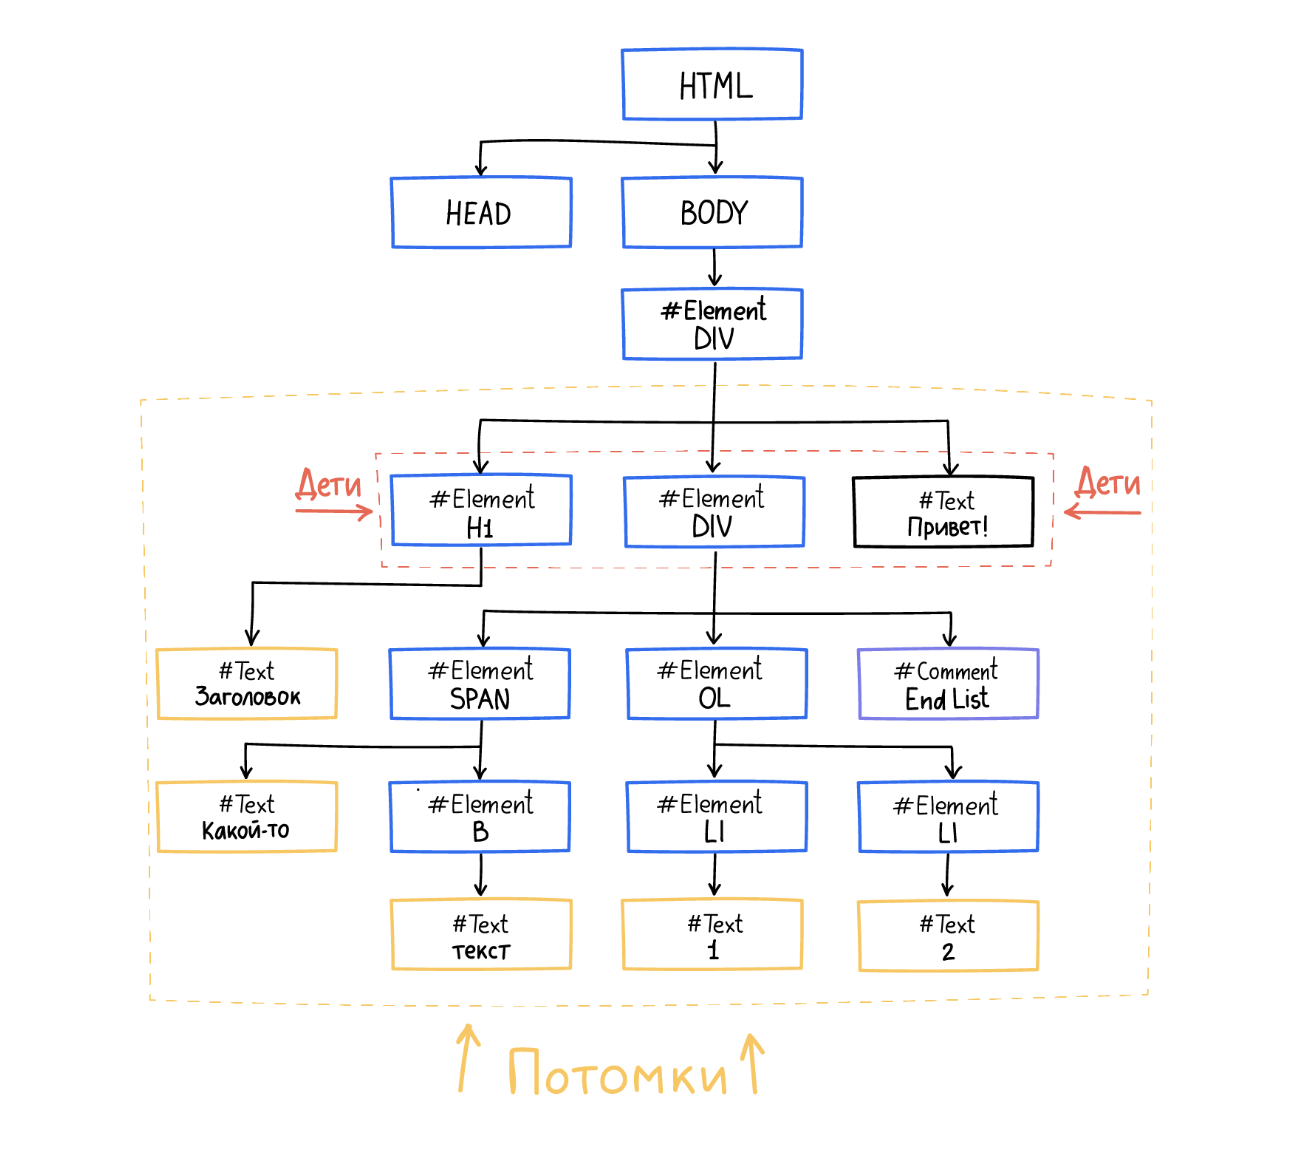 HTML
HEAD
BODY
#Element
DIV
Дети
#Element
H1
#Element
DIV
#Text
Привет!
Дети
#Text
Заголовок
#Element
SPAN
#Element
OL
#Comment
End List
#Text
Какой-то
#Element
B
#Element
LI
#Element
LI
#Text
текст
#Text
1
#Text
2
Потомки